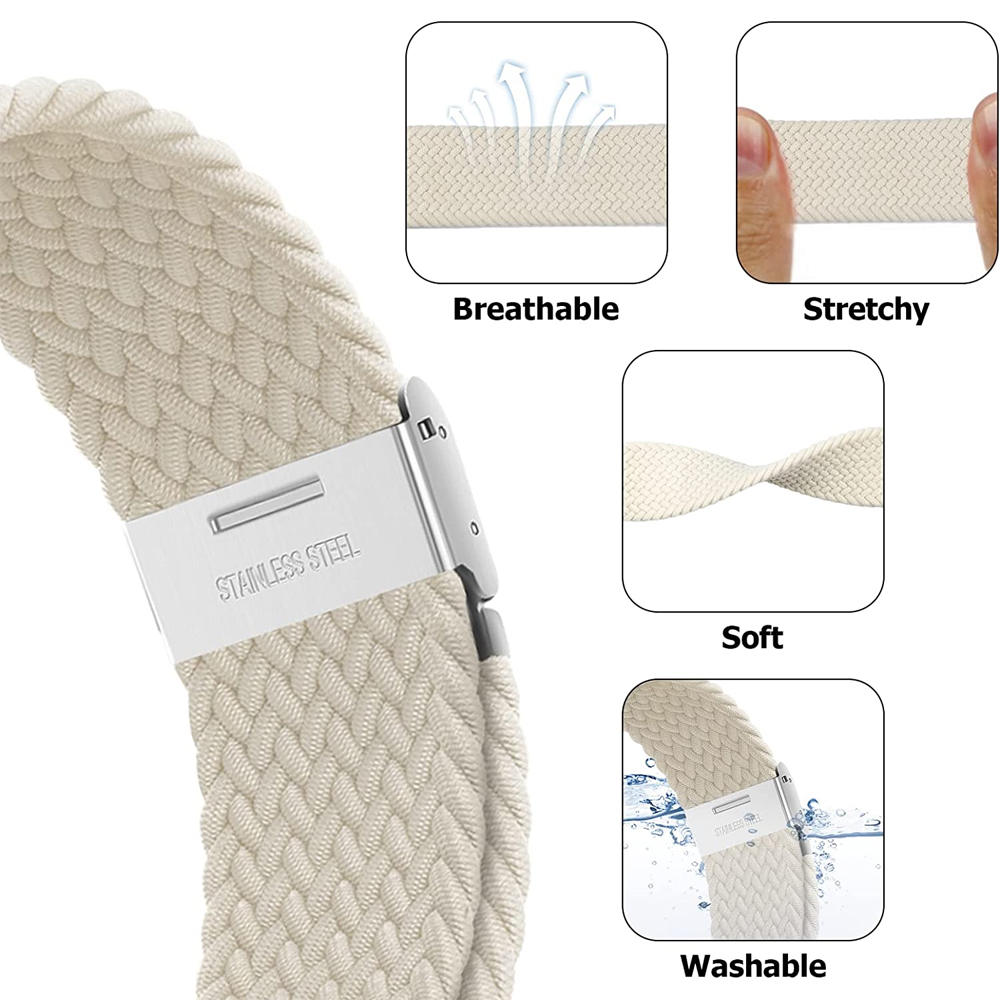 Breathable
Stretchy
STAINLESS STEEL
Soft
STAINLESS STEEL
Washable